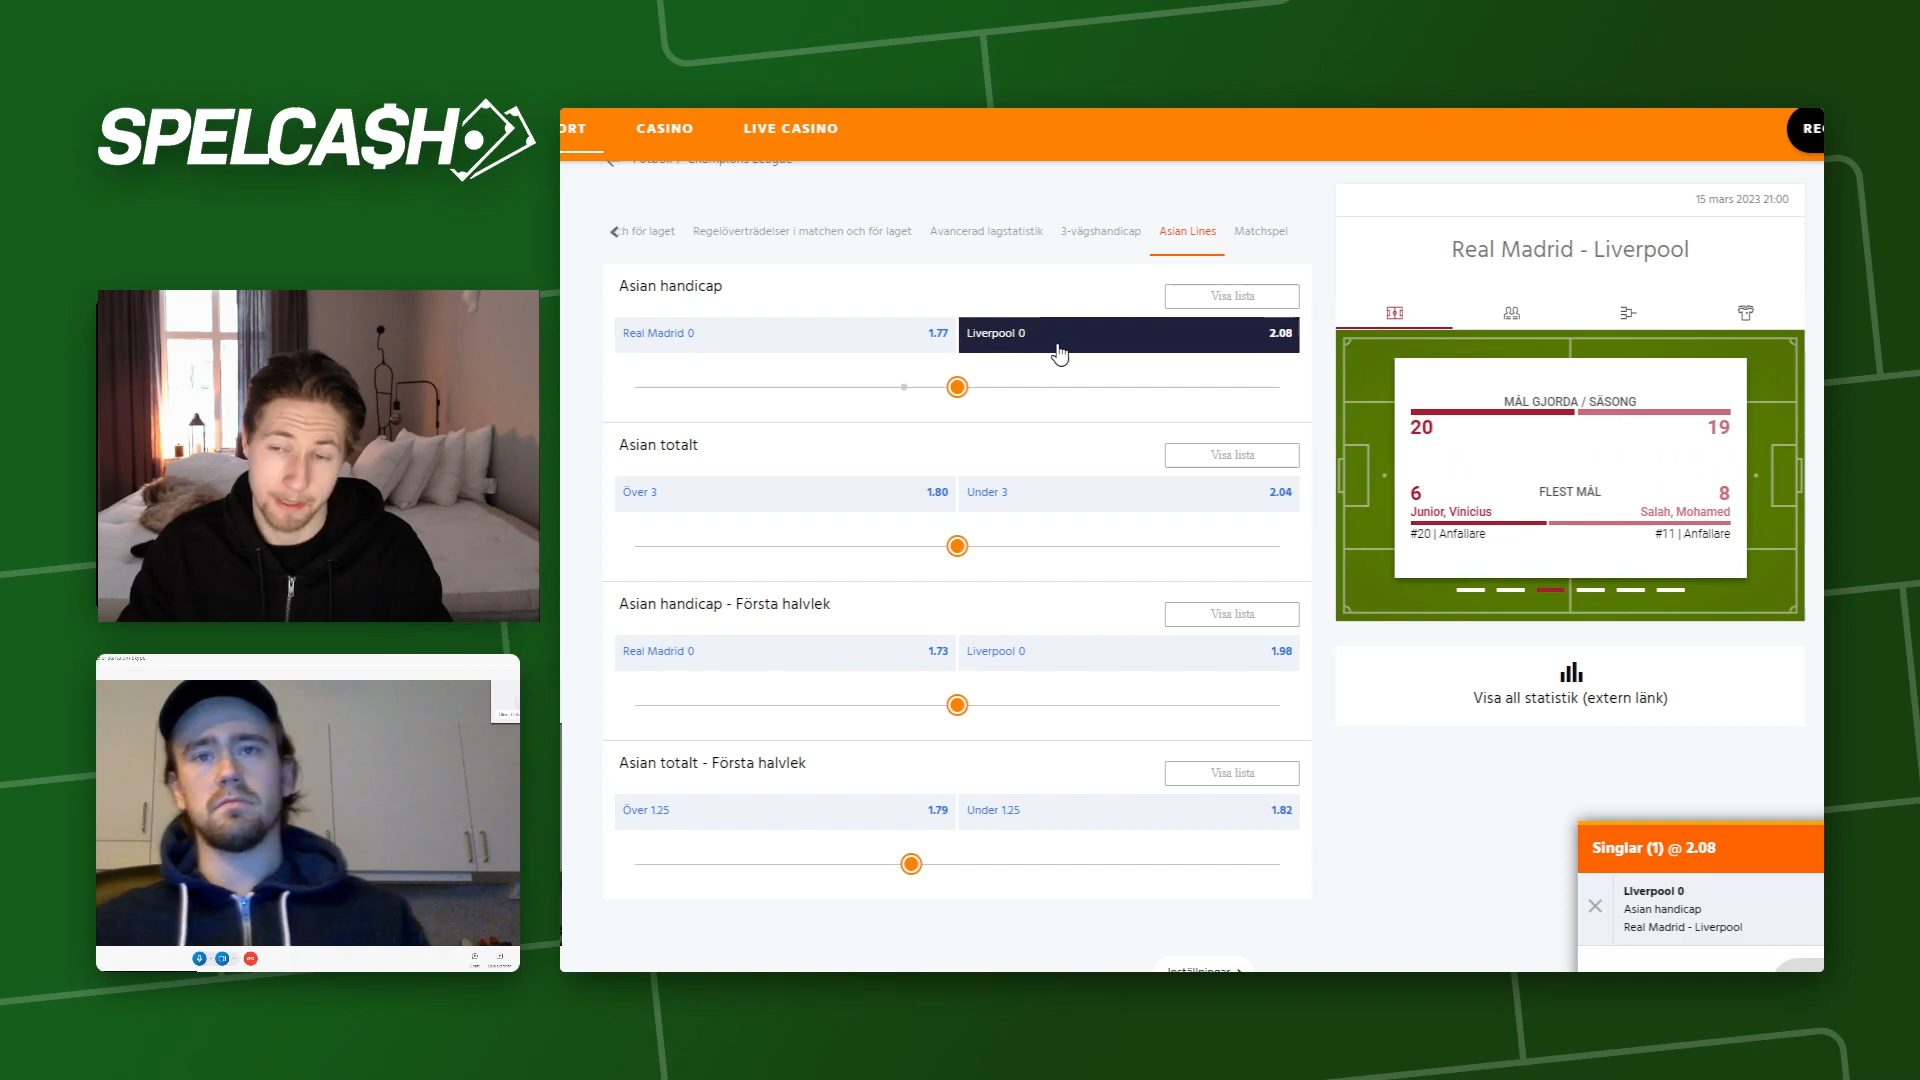 SPELCA$H
ORT CASINO LIVE CASINO
Fotboll / Champions League
ch för laget Regelöverträdelser i matchen och för laget Avancerad lagstatistik 3-vägshandicap Asian Lines Matchspel
Asian handicap
Visa lista
Real Madrid 0 1.77 Liverpool 0 2.08
Asian totalt
Visa lista
Över 3 1.80 Under 3 2.04
Asian handicap - Första halvlek
Visa lista
Real Madrid 0 1.73 Liverpool 0 1.98
Asian totalt - Första halvlek
Visa lista
Över 1.25 1.79 Under 1.25 1.82
Inställningar
REG
15 mars 2023 21:00
Real Madrid - Liverpool
MÅL GJORDA / SÄSONG
20 19
6 FLEST MÅL 8
Junior, Vinicius Salah, Mohamed
#20 | Anfallare #11 | Anfallare
Visa all statistik (extern länk)
Singlar (1) @ 2.08
Liverpool 0
Asian handicap
Real Madrid - Liverpool